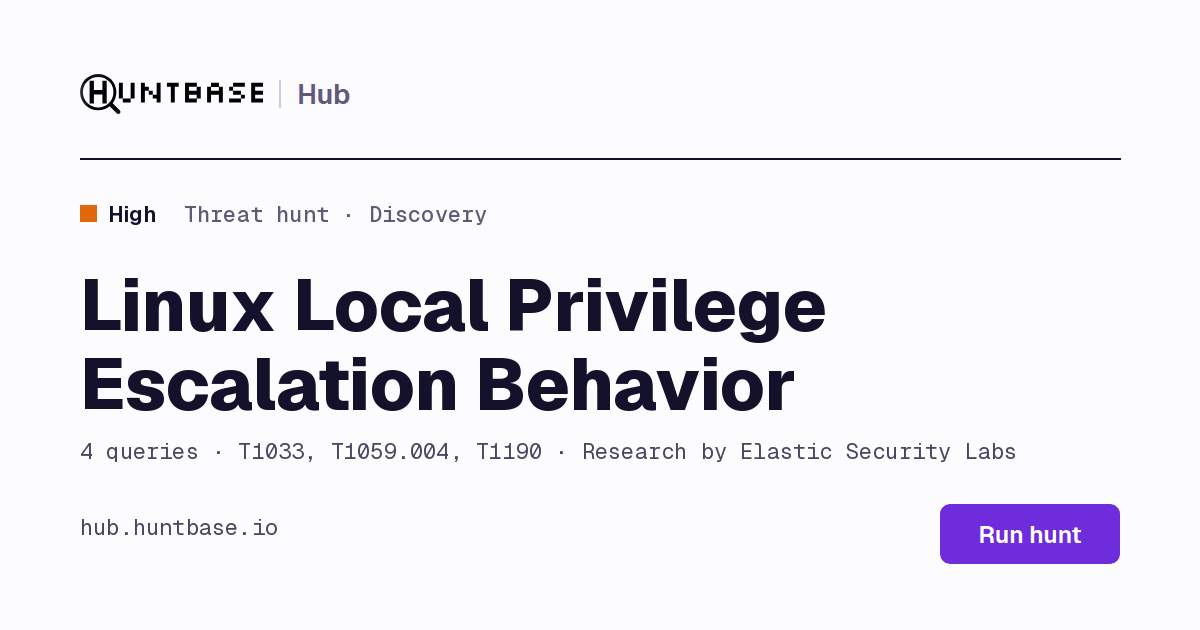 HUNTBASE Hub
High Threat hunt · Discovery
Linux Local Privilege
Escalation Behavior
4 queries · T1033, T1059.004, T1190 · Research by Elastic Security Labs
hub.huntbase.io
Run hunt